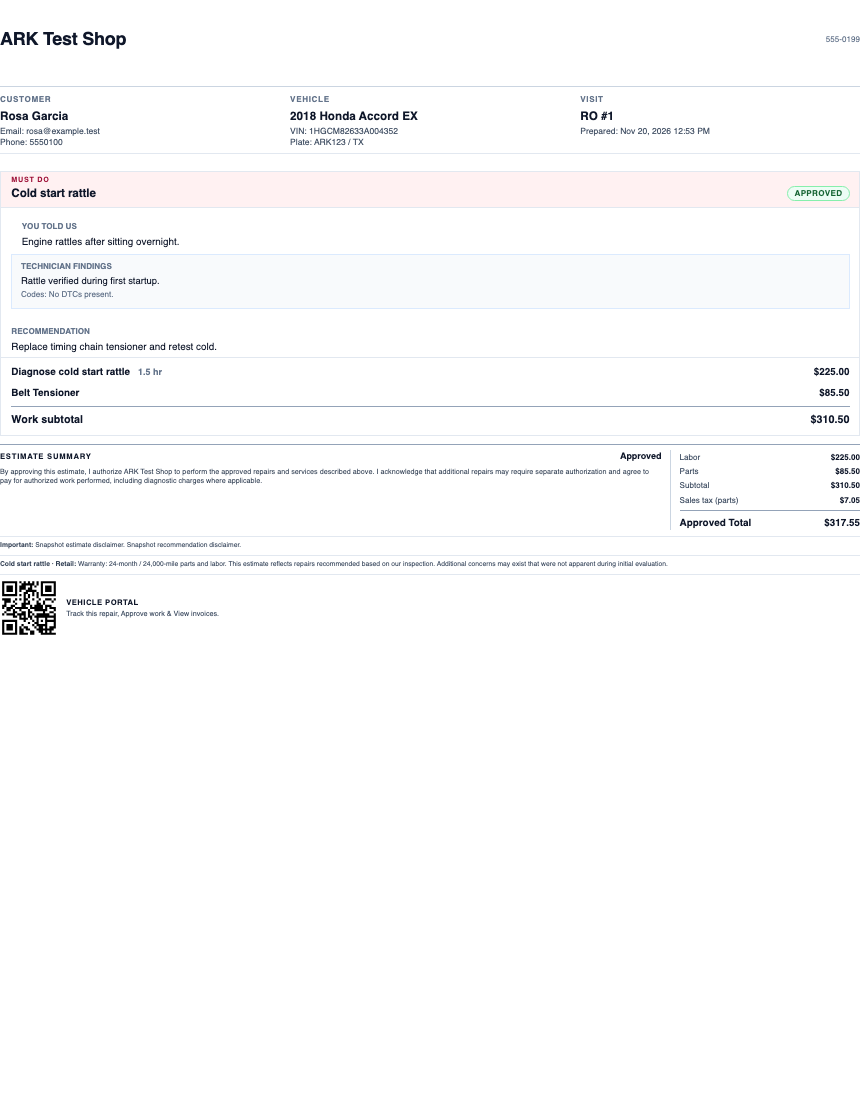 ARK Test Shop
555-0199
CUSTOMER
Rosa Garcia
Email: rosa@example.test
Phone: 5550100
VEHICLE
2018 Honda Accord EX
VIN: 1HGCM82633A004352
Plate: ARK123 / TX
VISIT
RO #1
Prepared: Nov 20, 2026 12:53 PM
MUST DO
Cold start rattle
APPROVED
YOU TOLD US
Engine rattles after sitting overnight.
TECHNICIAN FINDINGS
Rattle verified during first startup.
Codes: No DTCs present.
RECOMMENDATION
Replace timing chain tensioner and retest cold.
Diagnose cold start rattle 1.5 hr $225.00
Belt Tensioner $85.50
Work subtotal $310.50
ESTIMATE SUMMARY Approved
By approving this estimate, I authorize ARK Test Shop to perform the approved repairs and services described above. I acknowledge that additional repairs may require separate authorization and agree to
pay for authorized work performed, including diagnostic charges where applicable.
Labor $225.00
Parts $85.50
Subtotal $310.50
Sales tax (parts) $7.05
Approved Total $317.55
Important: Snapshot estimate disclaimer. Snapshot recommendation disclaimer.
Cold start rattle · Retail: Warranty: 24-month / 24,000-mile parts and labor. This estimate reflects repairs recommended based on our inspection. Additional concerns may exist that were not apparent during initial evaluation.
VEHICLE PORTAL
Track this repair, Approve work & View invoices.